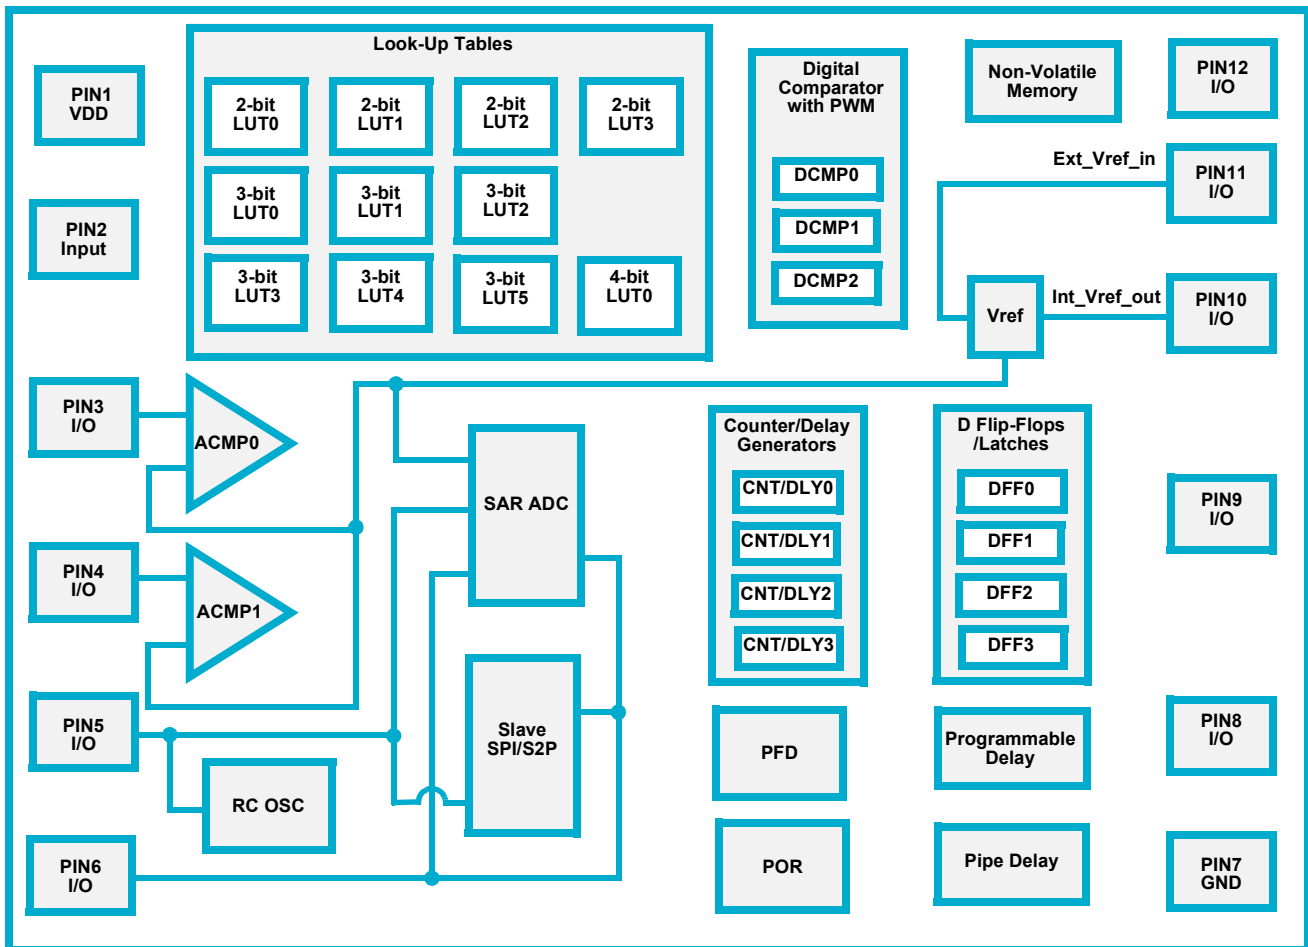 Look-Up Tables
PIN1
VDD
2-bit
LUT0
2-bit
LUT1
2-bit
LUT2
2-bit
LUT3
3-bit
LUT0
3-bit
LUT1
3-bit
LUT2
3-bit
LUT3
3-bit
LUT4
3-bit
LUT5
4-bit
LUT0
Digital
Comparator
with PWM
DCMP0
DCMP1
DCMP2
Non-Volatile
Memory
PIN12
I/O
Ext_Vref_in
PIN11
I/O
PIN2
Input
Vref
Int_Vref_out
PIN10
I/O
PIN3
I/O
ACMP0
PIN4
I/O
ACMP1
SAR ADC
Counter/Delay
Generators
CNT/DLY0
CNT/DLY1
CNT/DLY2
CNT/DLY3
D Flip-Flops
/Latches
DFF0
DFF1
DFF2
DFF3
PIN9
I/O
PIN5
I/O
RC OSC
Slave
SPI/S2P
PFD
Programmable
Delay
PIN8
I/O
PIN6
I/O
POR
Pipe Delay
PIN7
GND